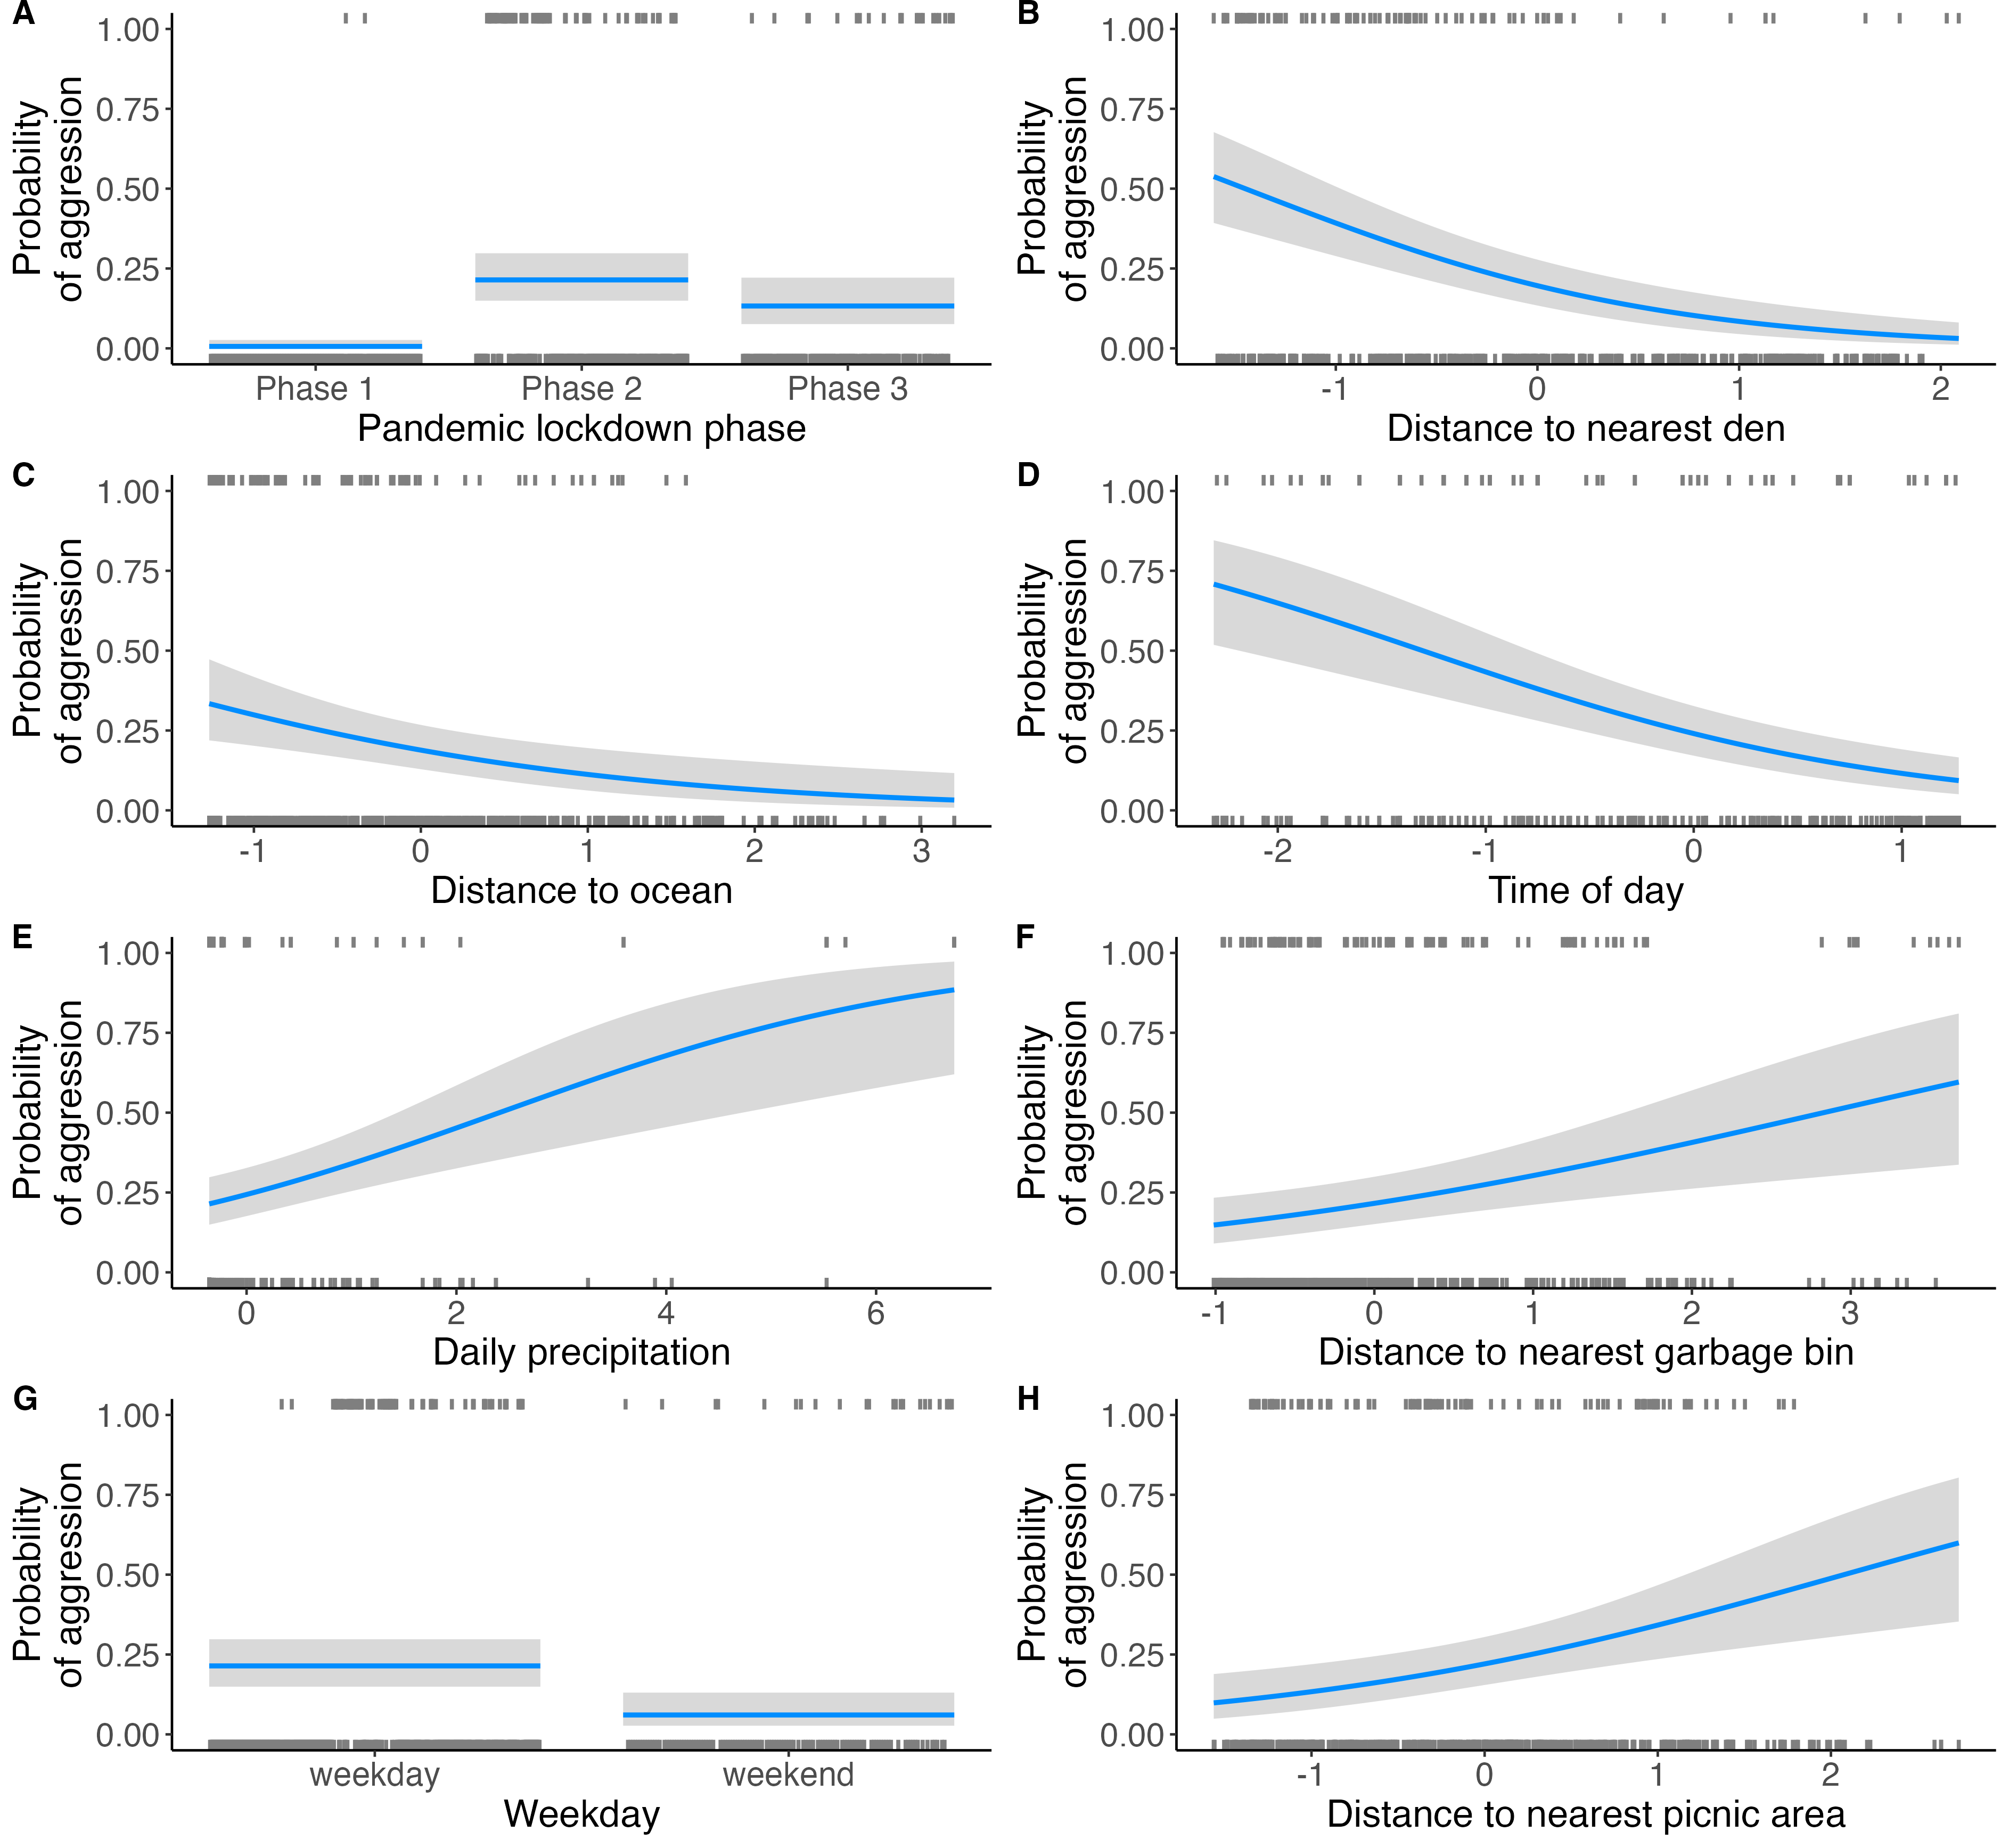 A
Probability
of aggression
1.00
0.75
0.50
0.25
0.00
Phase 1 Phase 2 Phase 3
Pandemic lockdown phase
B
Probability
of aggression
1.00
0.75
0.50
0.25
0.00
-1 0 1 2
Distance to nearest den
C
Probability
of aggression
1.00
0.75
0.50
0.25
0.00
-1 0 1 2 3
Distance to ocean
D
Probability
of aggression
1.00
0.75
0.50
0.25
0.00
-2 -1 0 1
Time of day
E
Probability
of aggression
1.00
0.75
0.50
0.25
0.00
0 2 4 6
Daily precipitation
F
Probability
of aggression
1.00
0.75
0.50
0.25
0.00
-1 0 1 2 3
Distance to nearest garbage bin
G
Probability
of aggression
1.00
0.75
0.50
0.25
0.00
weekday weekend
Weekday
H
Probability
of aggression
1.00
0.75
0.50
0.25
0.00
-1 0 1 2
Distance to nearest picnic area